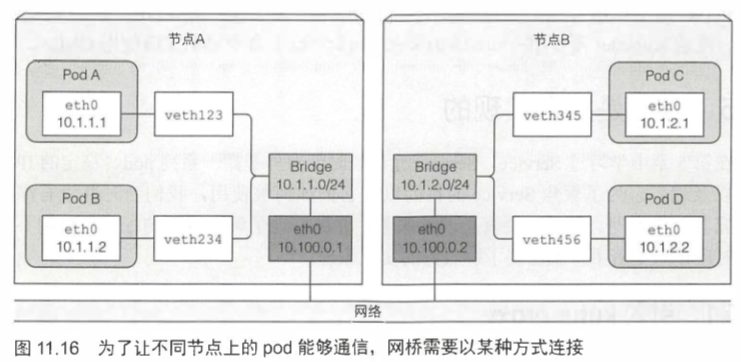 节点A
节点B
Pod A
eth0
10.1.1.1
veth123
Pod B
eth0
10.1.1.2
veth234
Bridge
10.1.1.0/24
eth0
10.100.0.1
Bridge
10.1.2.0/24
eth0
10.100.0.2
veth345
Pod C
eth0
10.1.2.1
veth456
Pod D
eth0
10.1.2.2
网络
图 11.16 为了让不同节点上的 pod 能够通信，网桥需要以某种方式连接